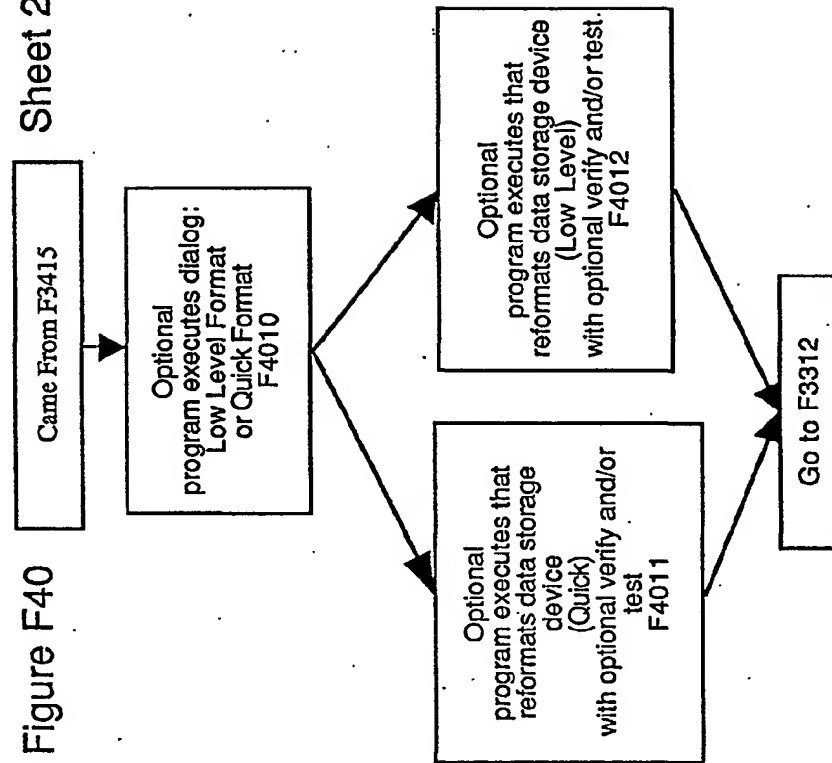 Figure F40
Sheet 2
Came From F3415
Optional
program executes dialog:
Low Level Format
or Quick Format
F4010
Optional
program executes that
reformats data storage
device
(Quick)
with optional verify and/or
test
F4011
Optional
program executes that
reformats data storage device
(Low Level)
with optional verify and/or test.
F4012
Go to F3312